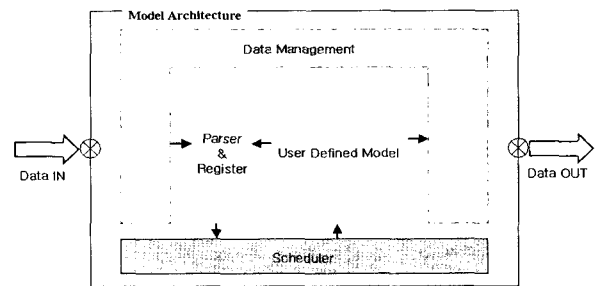 Model Architecture
Data Management
Parser
&
Register
User Defined Model
Data IN
Data OUT
Scheduler